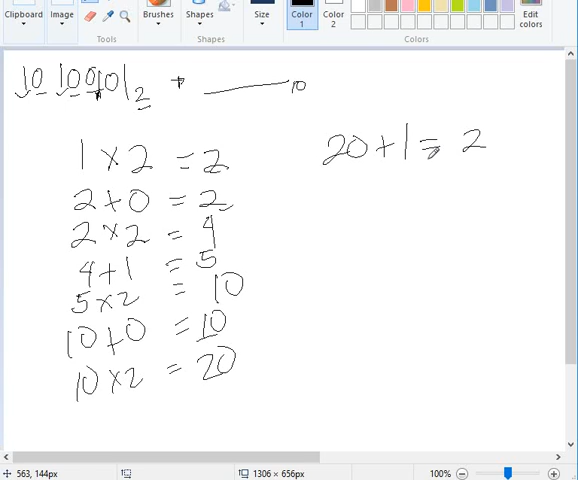 Clipboard
Image
Tools
Brushes
Shapes
Shapes
Size
Color 1
Color 2
Edit colors
Colors
1 × 2 = 2
2 + 0 = 2
2 × 2 = 4
4 + 1 = 5
5 × 2 = 10
10 + 0 = 10
10 × 2 = 20
20 + 1 = 2
563, 144px
1306 × 656px
100%